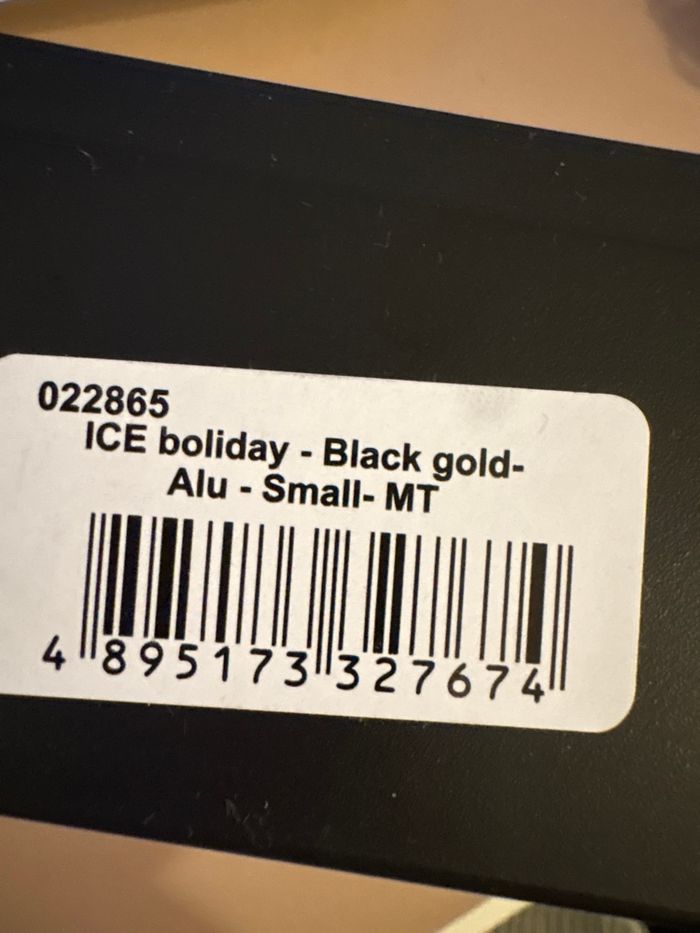 022865
ICE boliday - Black gold-
Alu - Small- MT
4 895173 327674